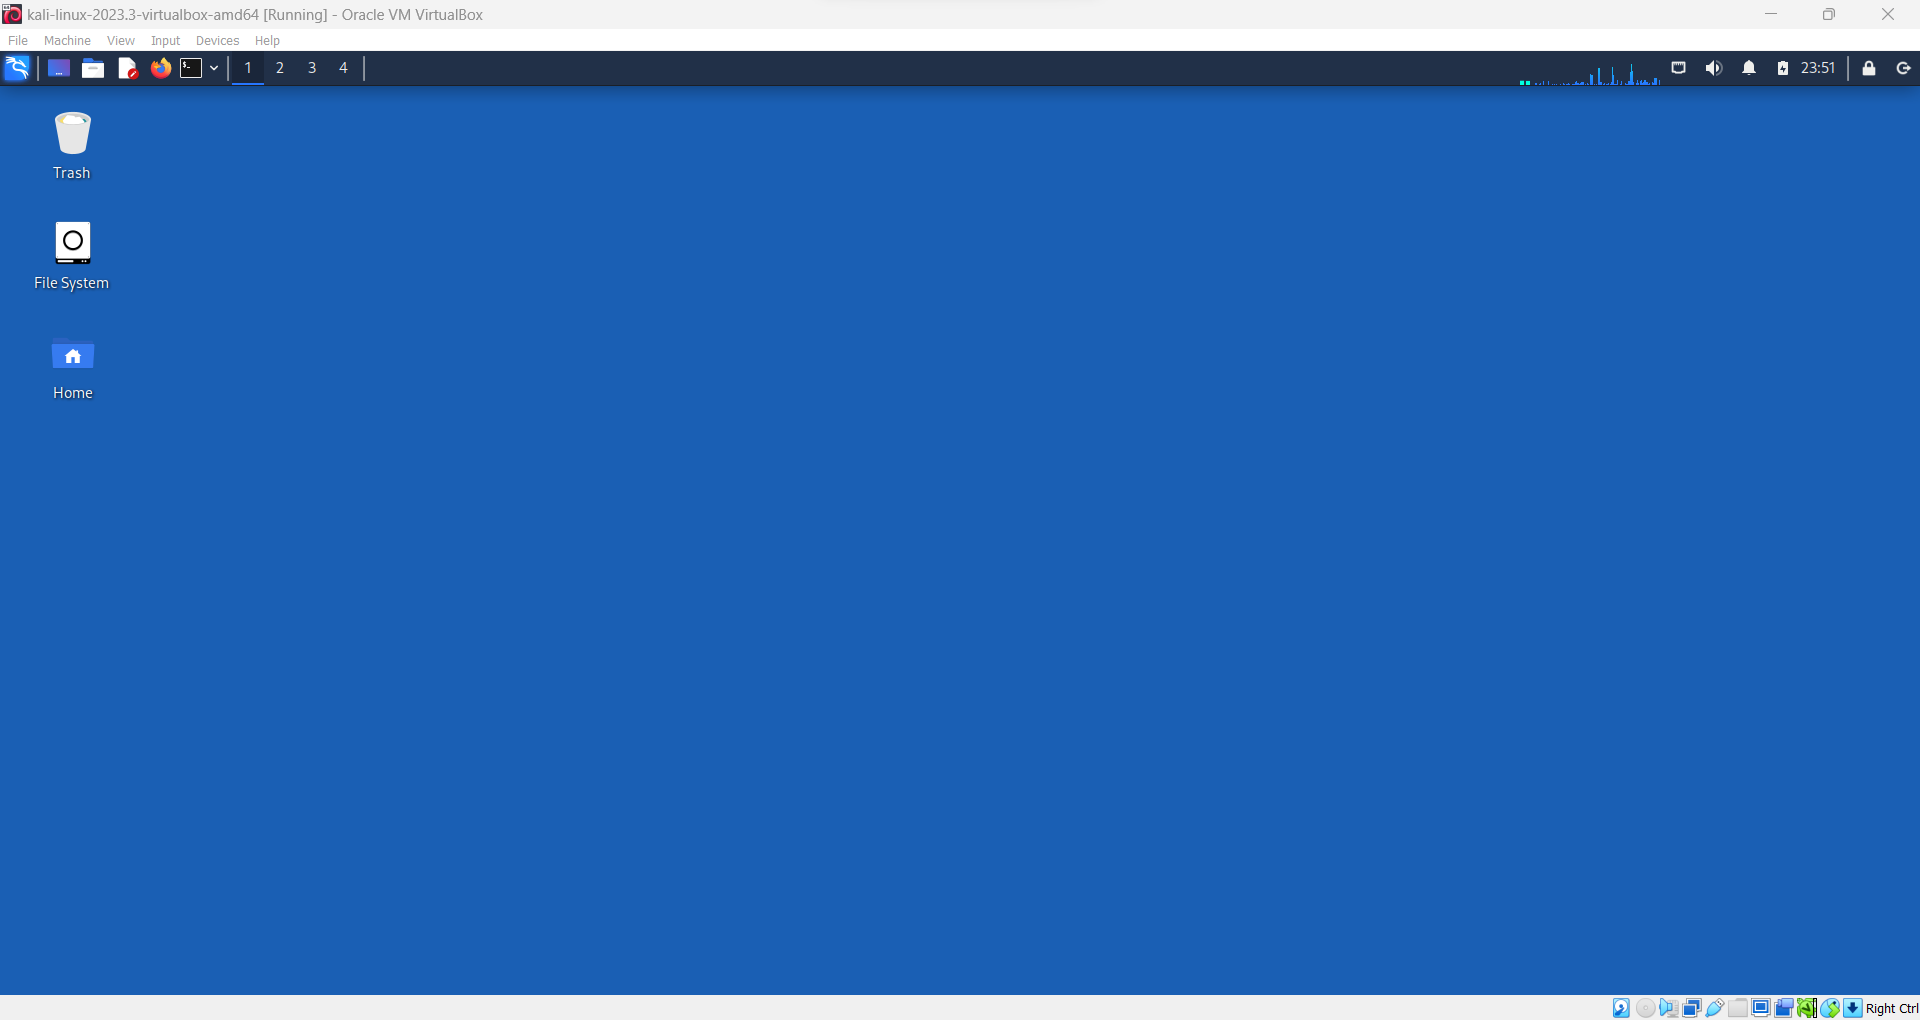 kali-linux-2023.3-virtualbox-amd64 [Running] - Oracle VM VirtualBox
File Machine View Input Devices Help
1 2 3 4 23:51
Trash
File System
Home
Right Ctrl